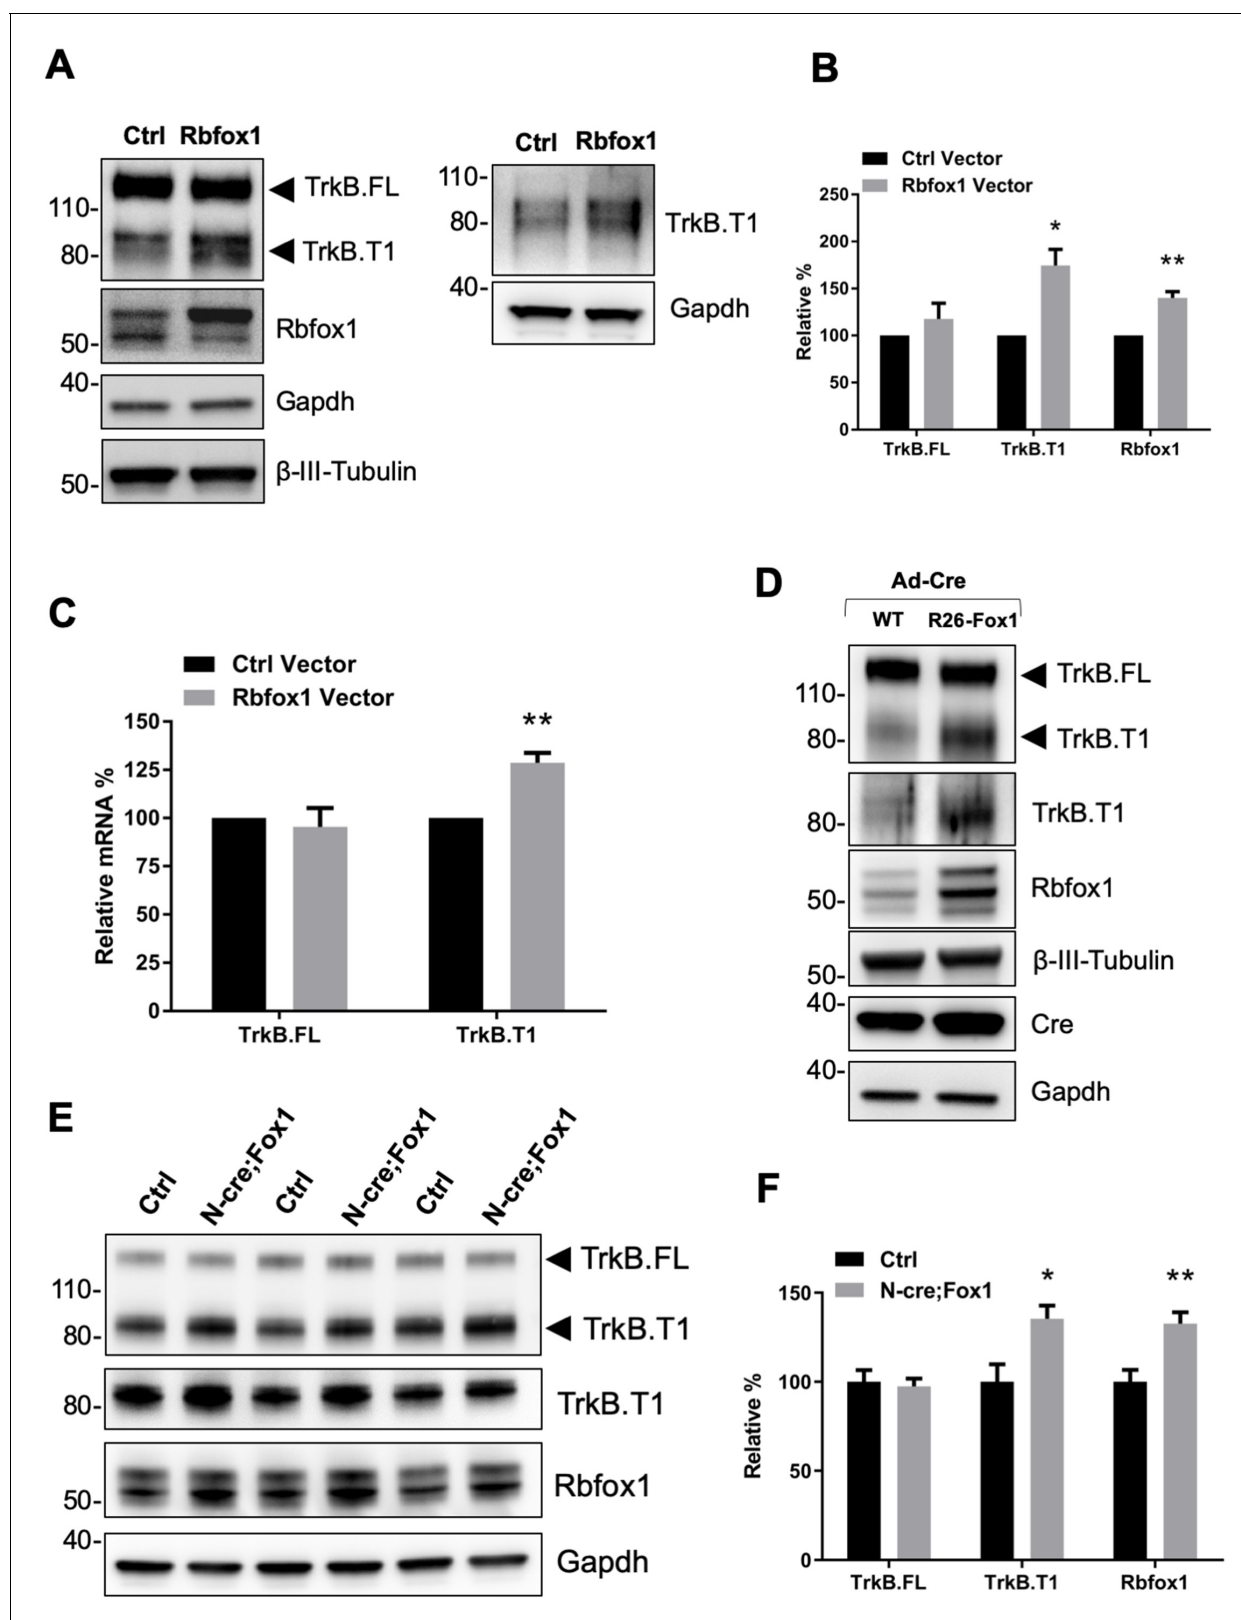 A
Ctrl Rbfox1
110-
80-
TrkB.FL
TrkB.T1
50-
Rbfox1
40-
Gapdh
50-
β-III-Tubulin
Ctrl Rbfox1
110-
80-
TrkB.T1
40-
Gapdh
B
Ctrl Vector
Rbfox1 Vector
Relative %
250
200
150
100
50
0
*
**
TrkB.FL TrkB.T1 Rbfox1
C
Ctrl Vector
Rbfox1 Vector
Relative mRNA %
150
125
100
75
50
25
0
**
TrkB.FL TrkB.T1
D
Ad-Cre
WT R26-Fox1
110-
80-
TrkB.FL
TrkB.T1
80-
TrkB.T1
50-
Rbfox1
50-
β-III-Tubulin
40-
Cre
40-
Gapdh
E
Ctrl N-cre;Fox1 Ctrl N-cre;Fox1 Ctrl N-cre;Fox1
110-
80-
TrkB.FL
TrkB.T1
80-
TrkB.T1
50-
Rbfox1
40-
Gapdh
F
Ctrl
N-cre;Fox1
Relative %
150
100
50
0
*
**
TrkB.FL TrkB.T1 Rbfox1